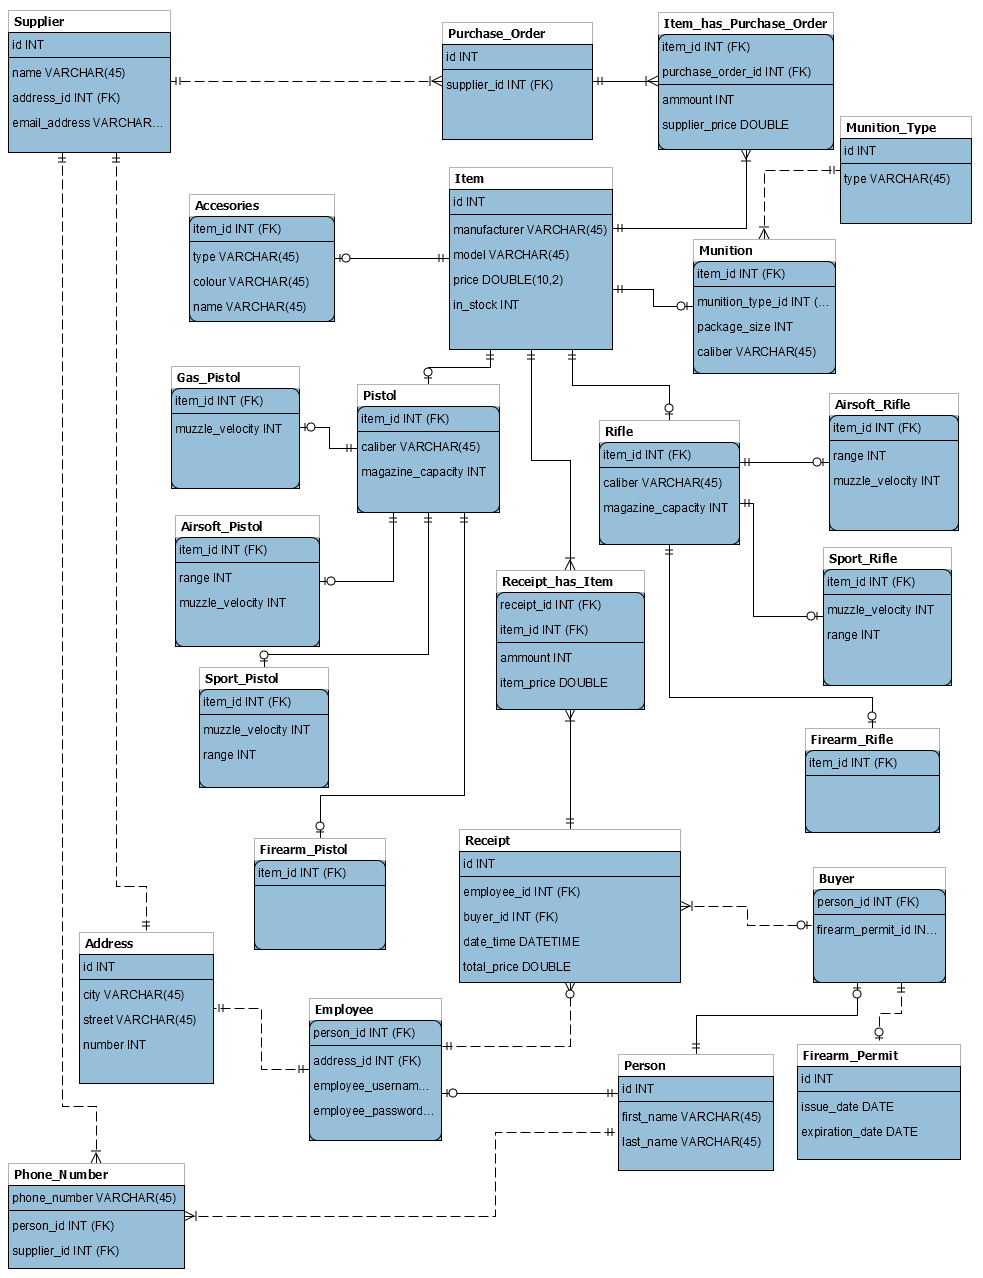 Supplier
id INT
name VARCHAR(45)
address_id INT (FK)
email_address VARCHAR...
Purchase_Order
id INT
supplier_id INT (FK)
Item_has_Purchase_Order
item_id INT (FK)
purchase_order_id INT (FK)
ammount INT
supplier_price DOUBLE
Munition_Type
id INT
type VARCHAR(45)
Accesories
item_id INT (FK)
type VARCHAR(45)
colour VARCHAR(45)
name VARCHAR(45)
Item
id INT
manufacturer VARCHAR(45)
model VARCHAR(45)
price DOUBLE(10,2)
in_stock INT
Munition
item_id INT (FK)
munition_type_id INT (...
package_size INT
caliber VARCHAR(45)
Gas_Pistol
item_id INT (FK)
muzzle_velocity INT
Pistol
item_id INT (FK)
caliber VARCHAR(45)
magazine_capacity INT
Rifle
item_id INT (FK)
caliber VARCHAR(45)
magazine_capacity INT
Airsoft_Rifle
item_id INT (FK)
range INT
muzzle_velocity INT
Airsoft_Pistol
item_id INT (FK)
range INT
muzzle_velocity INT
Receipt_has_Item
receipt_id INT (FK)
item_id INT (FK)
ammount INT
item_price DOUBLE
Sport_Rifle
item_id INT (FK)
muzzle_velocity INT
range INT
Sport_Pistol
item_id INT (FK)
muzzle_velocity INT
range INT
Firearm_Rifle
item_id INT (FK)
Firearm_Pistol
item_id INT (FK)
Receipt
id INT
employee_id INT (FK)
buyer_id INT (FK)
date_time DATETIME
total_price DOUBLE
Buyer
person_id INT (FK)
firearm_permit_id IN...
Address
id INT
city VARCHAR(45)
street VARCHAR(45)
number INT
Employee
person_id INT (FK)
address_id INT (FK)
employee_usernam...
employee_password...
Person
id INT
first_name VARCHAR(45)
last_name VARCHAR(45)
Firearm_Permit
id INT
issue_date DATE
expiration_date DATE
Phone_Number
phone_number VARCHAR(45)
person_id INT (FK)
supplier_id INT (FK)